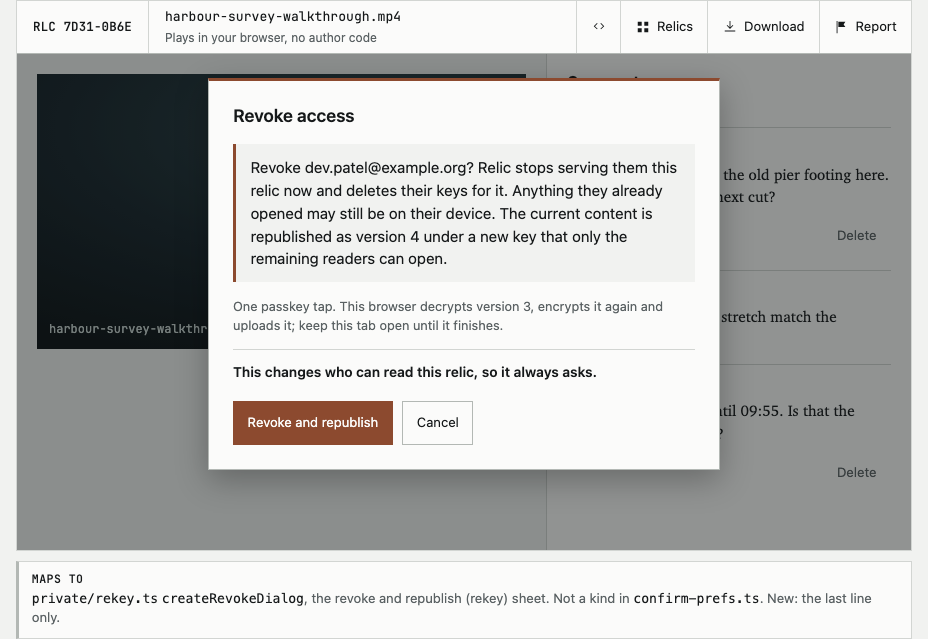 RLC 7D31-0B6E
harbour-survey-walkthrough.mp4
Plays in your browser, no author code
<>
Relics
Download
Report
Revoke access
Revoke dev.patel@example.org? Relic stops serving them this
relic now and deletes their keys for it. Anything they already
opened may still be on their device. The current content is
republished as version 4 under a new key that only the
remaining readers can open.
One passkey tap. This browser decrypts version 3, encrypts it again and
uploads it; keep this tab open until it finishes.
This changes who can read this relic, so it always asks.
Revoke and republish
Cancel
harbour-survey-walkthr
the old pier footing here.
next cut?
Delete
stretch match the
until 09:55. Is that the
Delete
MAPS TO
private/rekey.ts createRevokeDialog, the revoke and republish (rekey) sheet. Not a kind in confirm-prefs.ts. New: the last line
only.